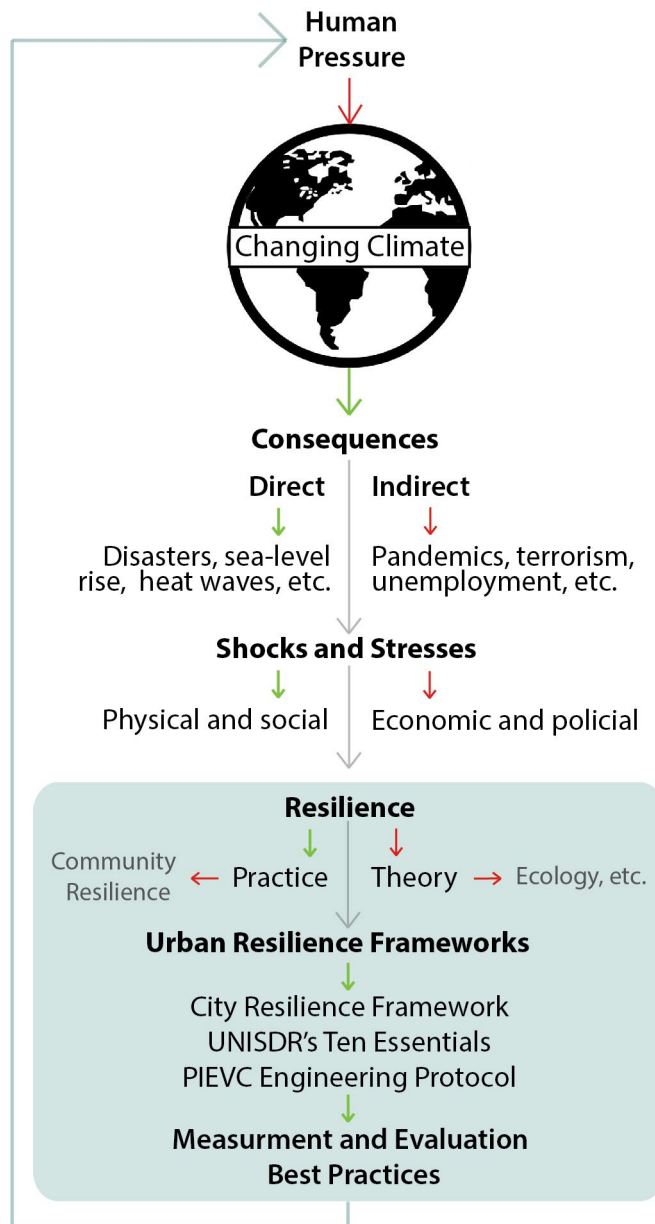 Human
Pressure
Changing Climate
Consequences
Direct
Indirect
Disasters, sea-level
rise, heat waves, etc.
Pandemics, terrorism,
unemployment, etc.
Shocks and Stresses
Physical and social
Economic and policial
Resilience
Community
Resilience
Practice
Theory
Ecology, etc.
Urban Resilience Frameworks
City Resilience Framework
UNISDR's Ten Essentials
PIEVC Engineering Protocol
Measurment and Evaluation
Best Practices